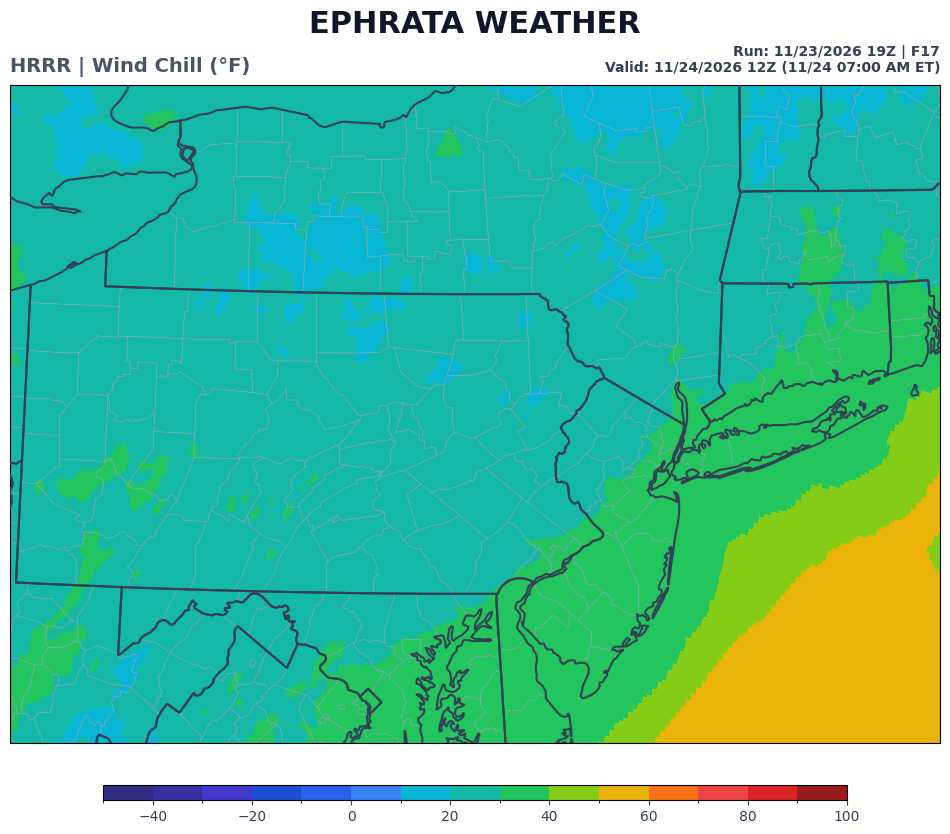 EPHRATA WEATHER
HRRR | Wind Chill (°F)
Run: 11/23/2026 19Z | F17
Valid: 11/24/2026 12Z (11/24 07:00 AM ET)
−40 −20 0 20 40 60 80 100